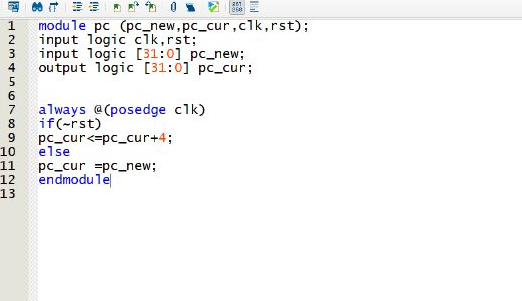 1 module pc (pc_new,pc_cur,clk,rst);
2 input logic clk,rst;
3 input logic [31:0] pc_new;
4 output logic [31:0] pc_cur;
5
6
7 always @(posedge clk)
8 if(~rst)
9 pc_cur<=pc_cur+4;
10 else
11 pc_cur =pc_new;
12 endmodule
13